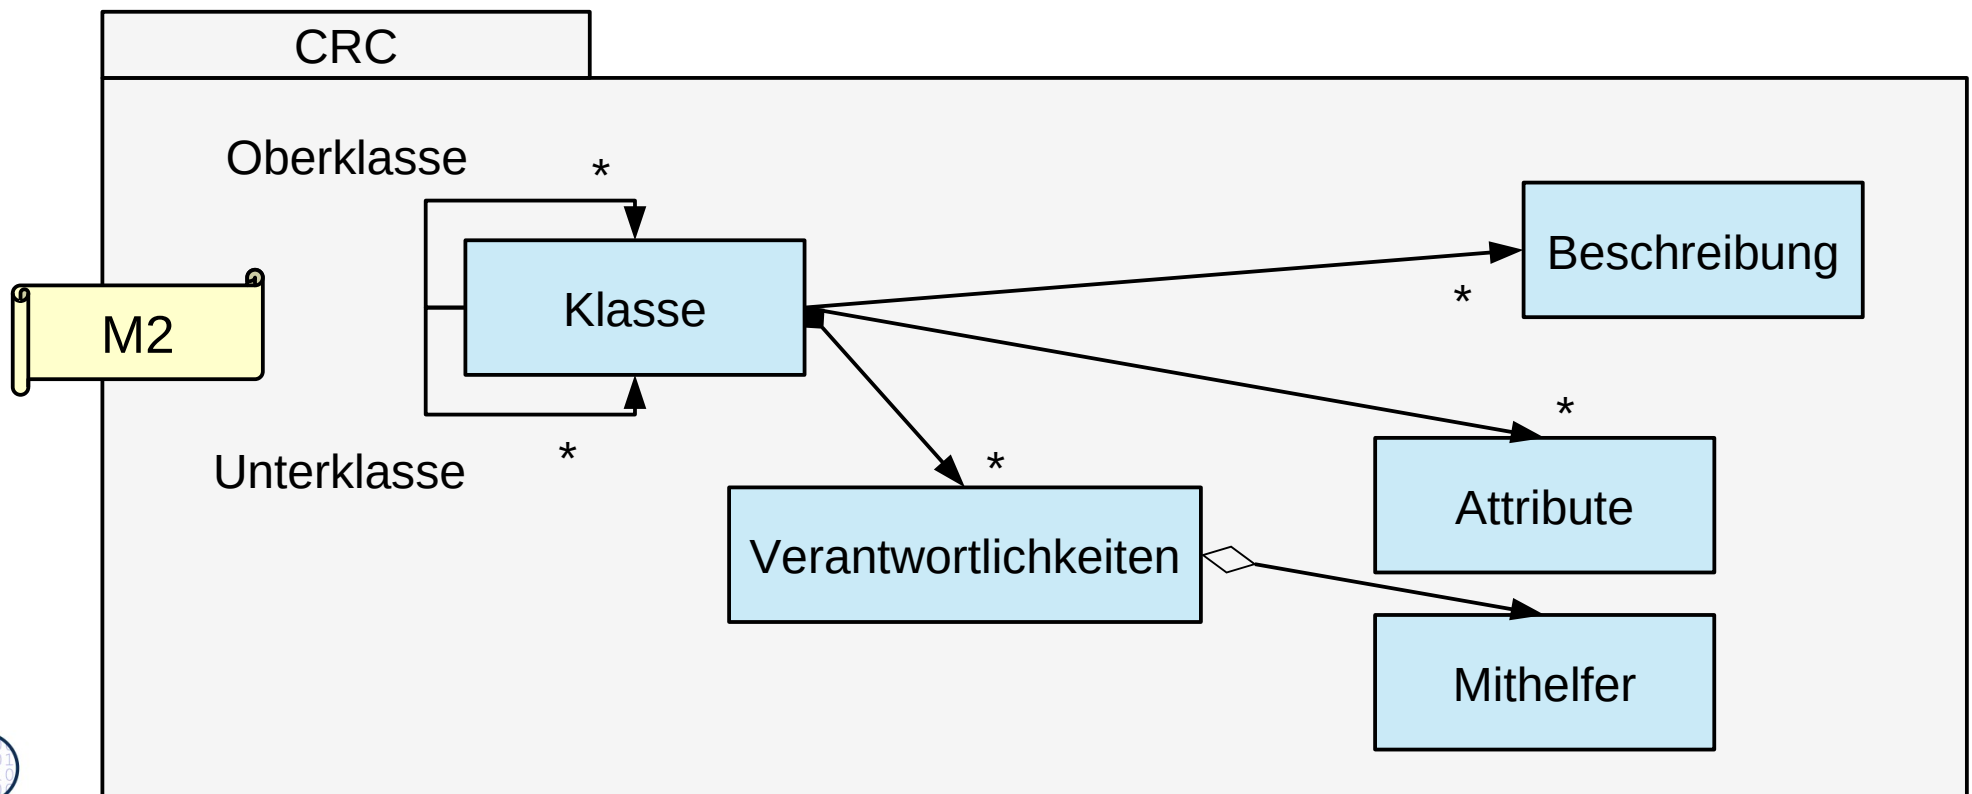 CRC
Oberklasse
*
Beschreibung
Klasse
*
M2
*
Unterklasse
*
*
Attribute
Verantwortlichkeiten
Mithelfer